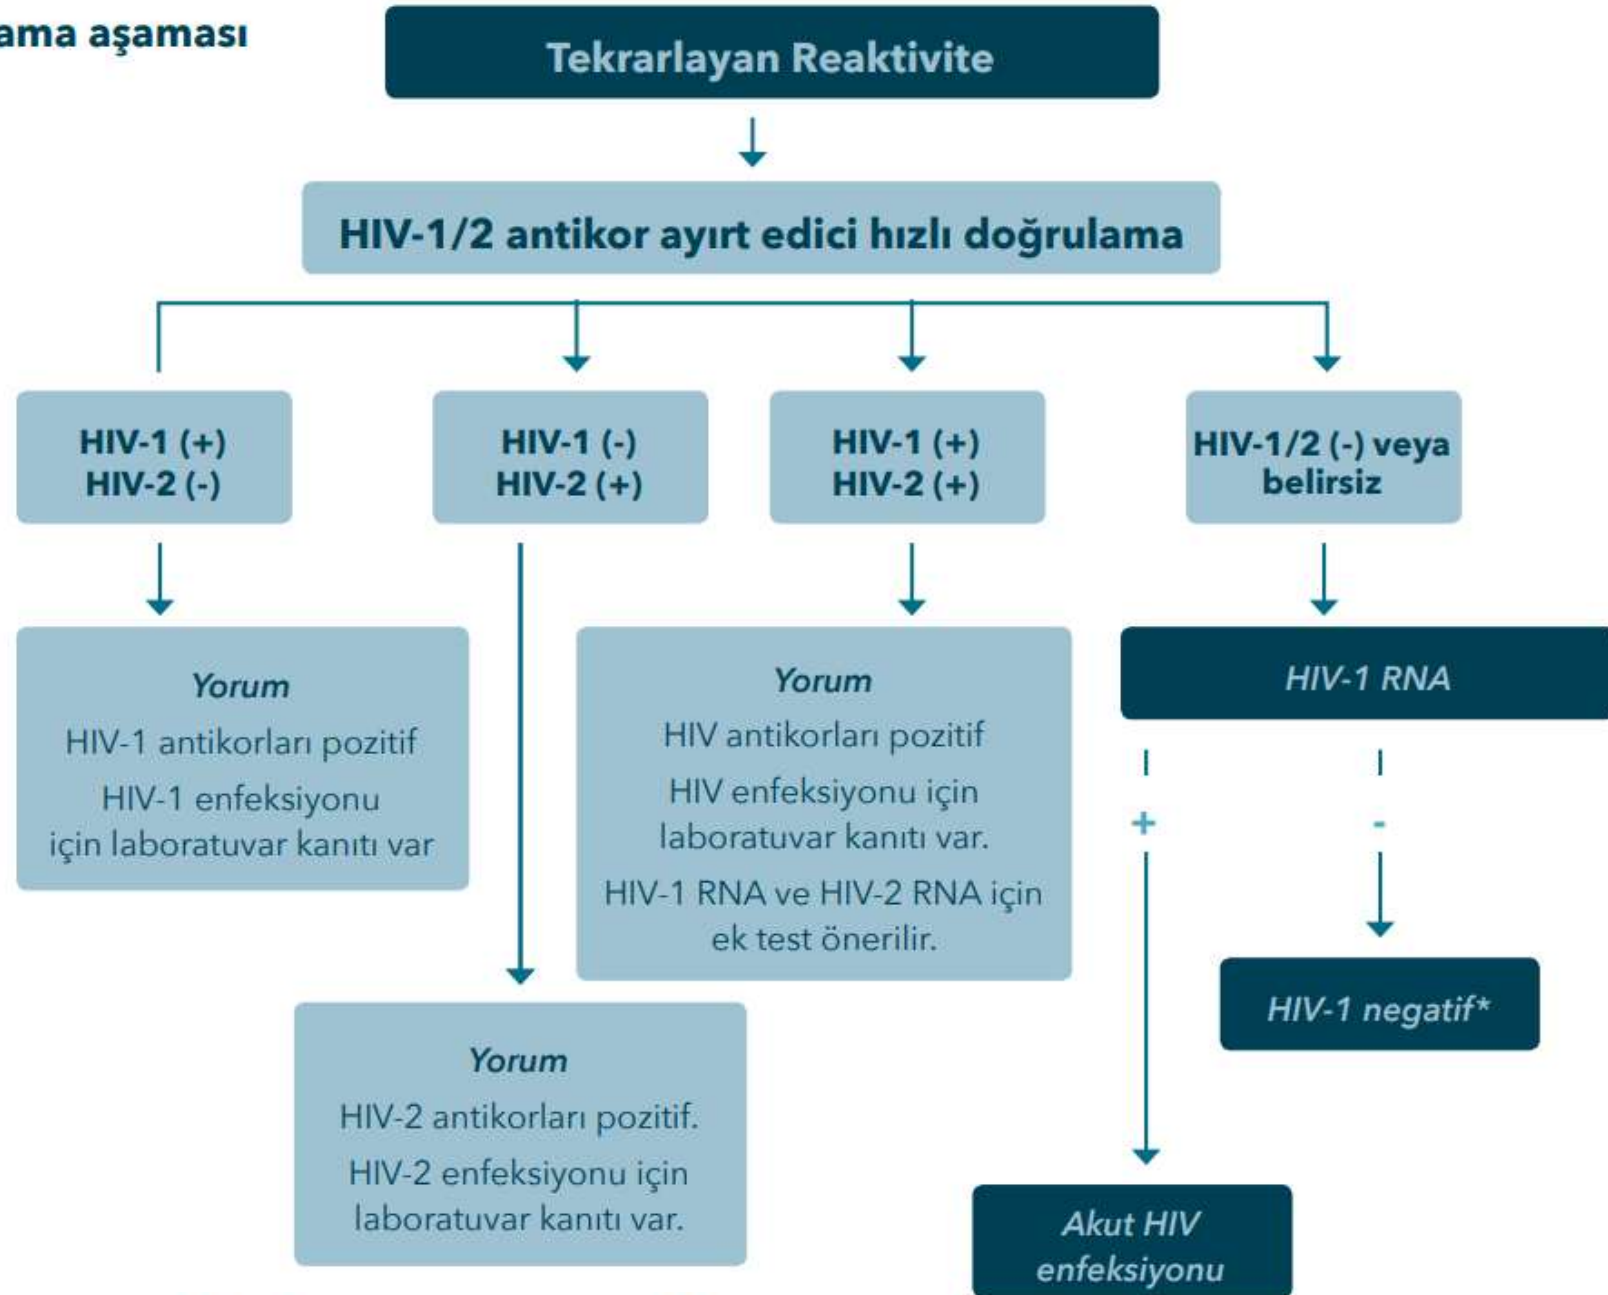 ama aşaması
Tekrarlayan Reaktivite
HIV-1/2 antikor ayırt edici hızlı doğrulama
HIV-1 (+)
HIV-2 (-)
HIV-1 (-)
HIV-2 (+)
HIV-1 (+)
HIV-2 (+)
HIV-1/2 (-) veya
belirsiz
Yorum
HIV-1 antikorları pozitif
HIV-1 enfeksiyonu
için laboratuvar kanıtı var
Yorum
HIV antikorları pozitif
HIV enfeksiyonu için
laboratuvar kanıtı var.
HIV-1 RNA ve HIV-2 RNA için
ek test önerilir.
HIV-1 RNA
+
-
HIV-1 negatif*
Yorum
HIV-2 antikorları pozitif.
HIV-2 enfeksiyonu için
laboratuvar kanıtı var.
Akut HIV
enfeksiyonu